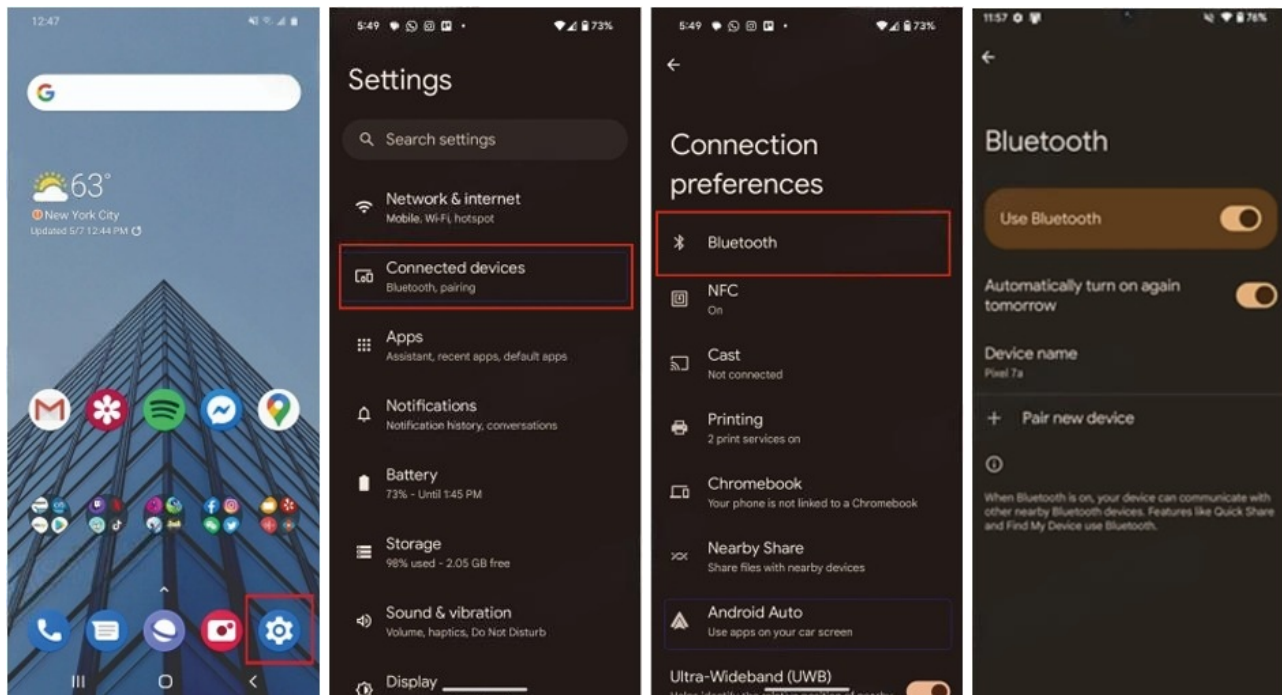 12:47
63°
New York City
Updated 5/7 12:44 PM
5:49
73%
Settings
Search settings
Network & internet
Mobile, Wi-Fi, hotspot
Connected devices
Bluetooth, pairing
Apps
Assistant, recent apps, default apps
Notifications
Notification history, conversations
Battery
73% - Until 1:45 PM
Storage
98% used - 2.05 GB free
Sound & vibration
Volume, haptics, Do Not Disturb
Display
5:49
73%
Connection
preferences
Bluetooth
NFC
On
Cast
Not connected
Printing
2 print services on
Chromebook
Your phone is not linked to a Chromebook
Nearby Share
Share files with nearby devices
Android Auto
Use apps on your car screen
Ultra-Wideband (UWB)
11:57
76%
Bluetooth
Use Bluetooth
Automatically turn on again
tomorrow
Device name
Pixel 7a
+ Pair new device
When Bluetooth is on, your device can communicate with
other nearby Bluetooth devices. Features like Quick Share
and Find My Device use Bluetooth.